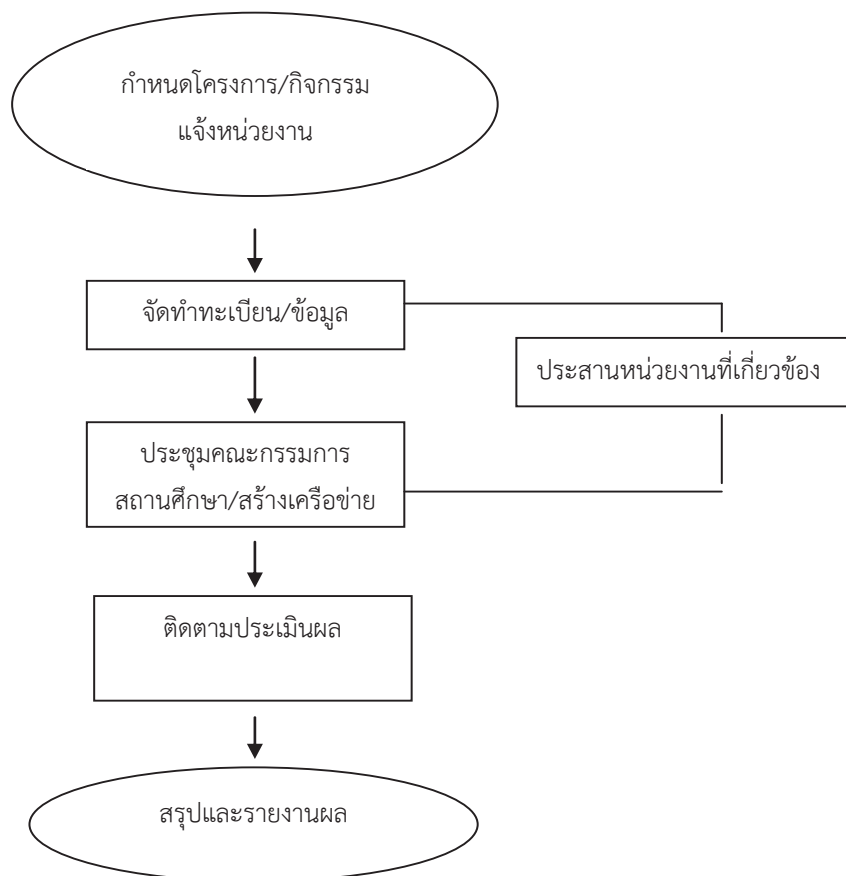 กำหนดโครงการ/กิจกรรม
แจ้งหน่วยงาน
จัดทำทะเบียน/ข้อมูล
ประสานหน่วยงานที่เกี่ยวข้อง
ประชุมคณะกรรมการ
สถานศึกษา/สร้างเครือข่าย
ติดตามประเมินผล
สรุปและรายงานผล